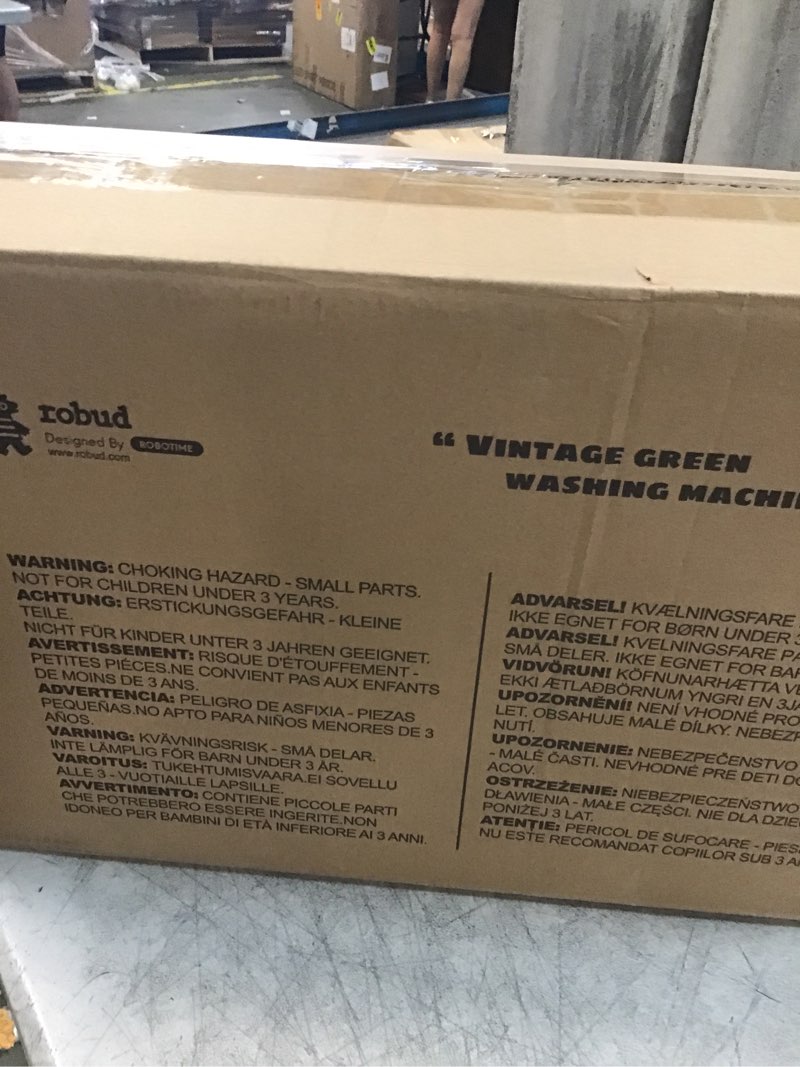 robud
Designed By ROBOTIME
www.robud.com
“ VINTAGE GREEN
WASHING
WARNING: CHOKING HAZARD - SMALL PARTS.
NOT FOR CHILDREN UNDER 3 YEARS.
ACHTUNG: ERSTICKUNGSGEFAHR - KLEINE
TEILE.
NICHT FÜR KINDER UNTER 3 JAHREN GEEIGNET.
AVERTISSEMENT: RISQUE D'ÉTOUFFEMENT -
PETITES PIÉCES.NE CONVIENT PAS AUX ENFANTS
DE MOINS DE 3 ANS.
ADVERTENCIA: PELIGRO DE ASFIXIA - PIEZAS
PEQUEÑAS.NO APTO PARA NIÑOS MENORES DE 3
AÑOS.
VARNING: KVÄVNINGSRISK - SMÅ DELAR.
INTE LÄMPLIG FÖR BARN UNDER 3 ÅR.
VAROITUS: TUKEHTUMISVAARA.EI SOVELLU
ALLE 3 - VUOTIAILLE LAPSILLE.
AVVERTIMENTO: CONTIENE PICCOLE PARTI
CHE POTREBBERO ESSERE INGERITE.NON
IDONEO PER BAMBINI DI ETÀ INFERIORE AI 3 ANNI.
ADVARSEL! KVÆLNINGSFARE
IKKE EGNET FOR BØRN UNDER
ADVARSEL! KVELNINGSFARE
SMÅ DELER. IKKE EGNET FOR
VIDVÖRUN! KÖFNUNARHÆTTA
EKKI ÆTLAÐBÖRNUM YNGRI EN
UPOZORNĚNÍ! NENÍ VHODNÉ PRO
LET. OBSAHUJE MALÉ DÍLKY.
NUTÍ.
UPOZORNENIE: NEBEZPEČENSTVO
- MALÉ ČASTI. NEVHODNÉ PRE DETI
ACOV.
OSTRZEŻENIE: NIEBEZPIECZEŃSTWO
DŁAWIENIA - MAŁE CZĘŚCI. NIE DLA
PONIŻEJ 3 LAT.
ATENȚIE: PERICOL DE SUFOCARE -
NU ESTE RECOMANDAT COPIILOR SUB 3